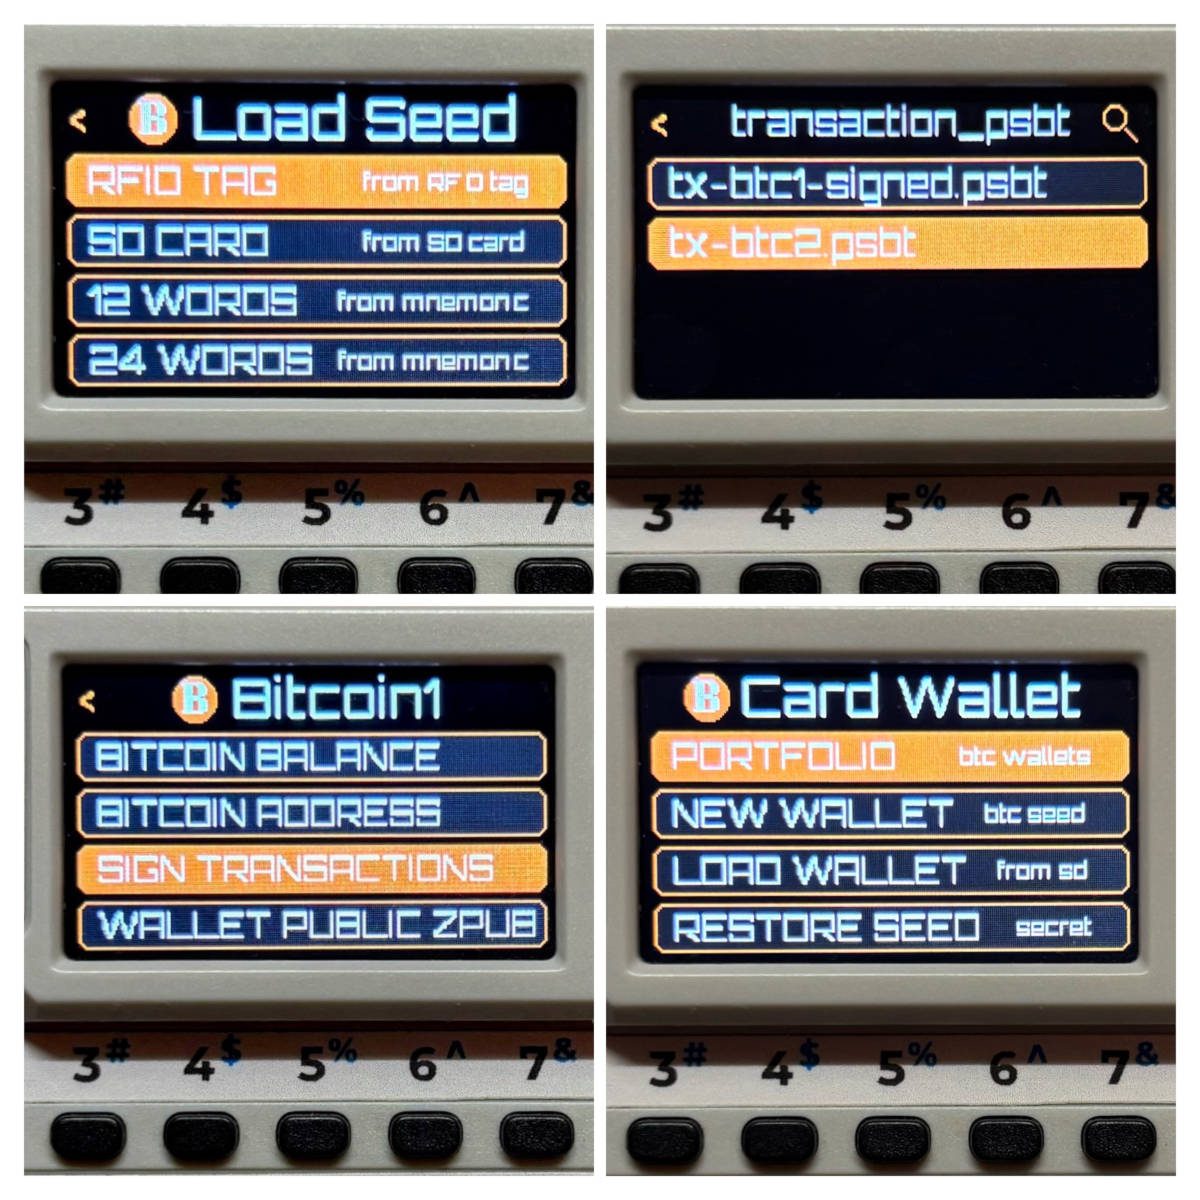 < B Load Seed
RFID TAG from RFID tag
SD CARD from SD card
12 WORDS from mnemonic
24 WORDS from mnemonic
3# 4$ 5% 6^ 7&
< transaction_psbt
tx-btc1-signed.psbt
tx-btc2.psbt
3# 4$ 5% 6^ 7&
< B Bitcoin1
BITCOIN BALANCE
BITCOIN ADDRESS
SIGN TRANSACTIONS
WALLET PUBLIC ZPUB
3# 4$ 5% 6^ 7&
B Card Wallet
PORTFOLIO btc wallets
NEW WALLET btc seed
LOAD WALLET from sd
RESTORE SEED secret
3# 4$ 5% 6^ 7&